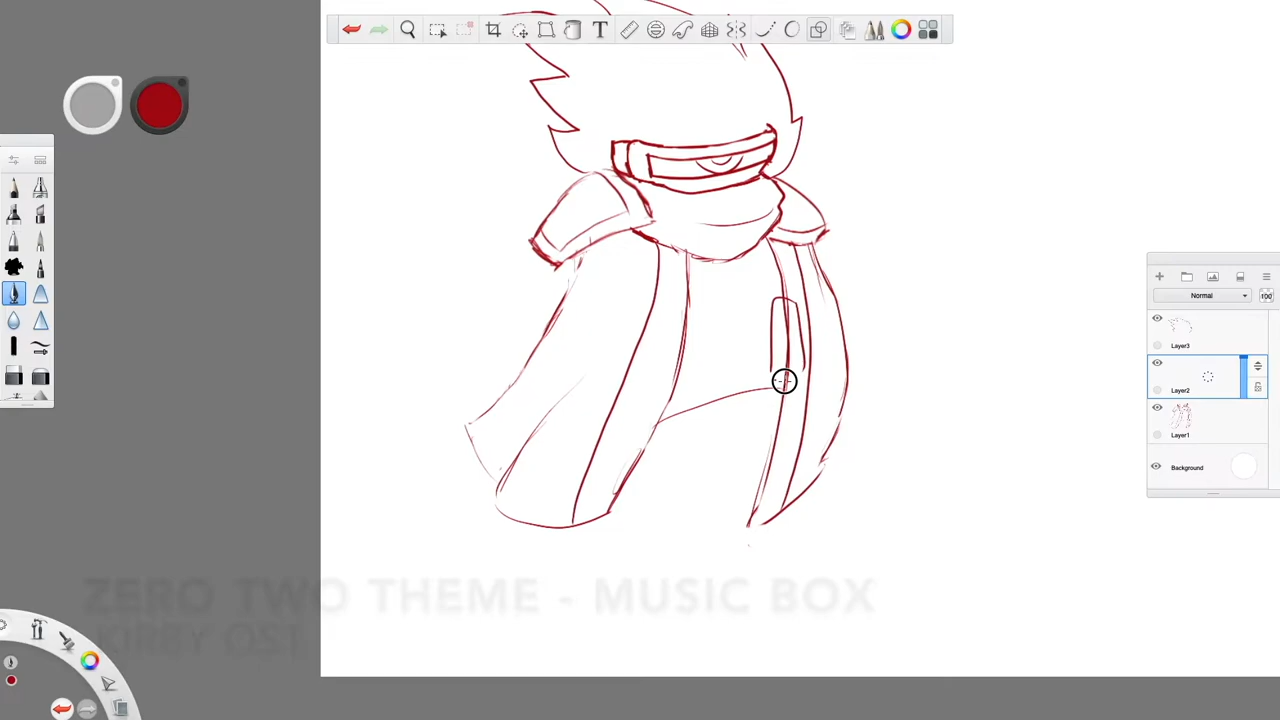 T
Normal
100
Layer3
Layer2
Layer1
Background
ZERO TWO THEME - MUSIC BOX
KIRBY OST